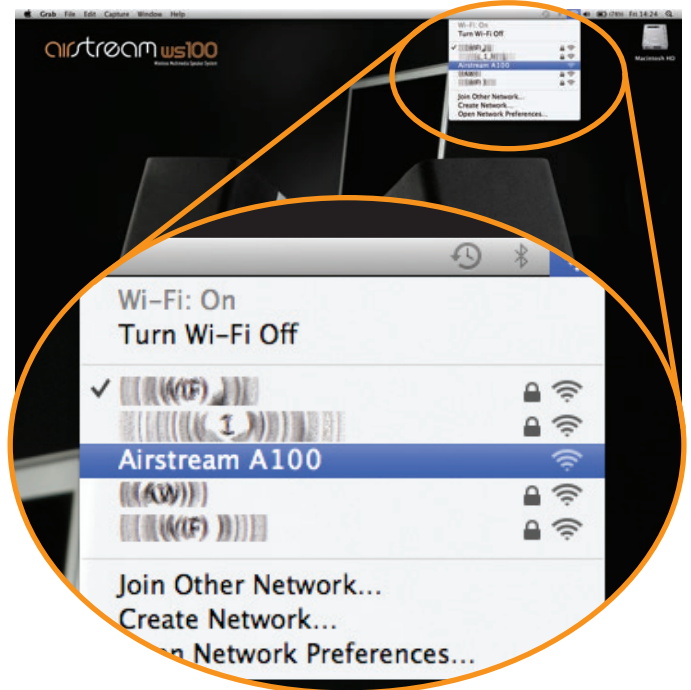 Grab File Edit Capture Window Help
(78%) Fri 14:24
airstream ws100
Wireless Multimedia Speaker System
Macintosh HD
Wi-Fi: On
Turn Wi-Fi Off
Airstream A100
Join Other Network...
Create Network...
Open Network Preferences...
Wi-Fi: On
Turn Wi-Fi Off
Airstream A100
Join Other Network...
Create Network...
Network Preferences...